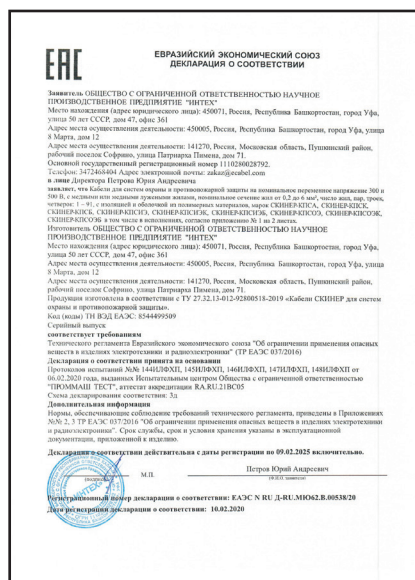 ЕАС
ЕВРАЗИЙСКИЙ ЭКОНОМИЧЕСКИЙ СОЮЗ
ДЕКЛАРАЦИЯ О СООТВЕТСТВИИ
Заявитель ОБЩЕСТВО С ОГРАНИЧЕННОЙ ОТВЕТСТВЕННОСТЬЮ НАУЧНОЕ
ПРОИЗВОДСТВЕННОЕ ПРЕДПРИЯТИЕ "ИНТЕХ"
Место нахождения (адрес юридического лица): 450071, Россия, Республика Башкортостан, город Уфа,
улица 50 лет СССР, дом 47, офис 361
Адрес места осуществления деятельности: 450005, Россия, Республика Башкортостан, город Уфа, улица
8 Марта, дом 12
Адрес места осуществления деятельности: 141270, Россия, Московская область, Пушкинский район,
рабочий поселок Софрино, улица Патриарха Пимена, дом 71.
Основной государственный регистрационный номер 1110280028792.
Телефон: 3472468404 Адрес электронной почты: zakaz@ecabel.com
в лице Директора Петрова Юрия Андреевича
заявляет, что Кабели для систем охраны и противопожарной защиты на номинальное переменное напряжение 300 и
500 В, с медными или медными лужеными жилами, номинальное сечение жил от 0,2 до 6 мм², число жил, пар, троек,
четверок: 1 – 91, с изоляцией и оболочкой из полимерных материалов, марок СКИНЕР-КПСА, СКИНЕР-КПСК,
СКИНЕР-КПСБ, СКИНЕР-КПСП, СКИНЕР-КПСПЭК, СКИНЕР-КПСПЭБ, СКИНЕР-КПСОЭ, СКИНЕР-КПСОЭК,
СКИНЕР-КПСОЭБ в том числе в исполнениях, согласно приложению № 1 на 2 листах.
Изготовитель ОБЩЕСТВО С ОГРАНИЧЕННОЙ ОТВЕТСТВЕННОСТЬЮ НАУЧНОЕ
ПРОИЗВОДСТВЕННОЕ ПРЕДПРИЯТИЕ "ИНТЕХ"
Место нахождения (адрес юридического лица): 450071, Россия, Республика Башкортостан, город Уфа,
улица 50 лет СССР, дом 47, офис 361
Адрес места осуществления деятельности: 450005, Россия, Республика Башкортостан, город Уфа, улица
8 Марта, дом 12
Адрес места осуществления деятельности: 141270, Россия, Московская область, Пушкинский район,
рабочий поселок Софрино, улица Патриарха Пимена, дом 71.
Продукция изготовлена в соответствии с ТУ 27.32.13-012-92800518-2019 «Кабели СКИНЕР для систем
охраны и противопожарной защиты».
Код (коды) ТН ВЭД ЕАЭС: 8544499509
Серийный выпуск
соответствует требованиям
Технического регламента Евразийского экономического союза "Об ограничении применения опасных
веществ в изделиях электротехники и радиоэлектроники" (ТР ЕАЭС 037/2016)
Декларация о соответствии принята на основании
Протоколов испытаний №№ 144ИЛФХП, 145ИЛФХП, 146ИЛФХП, 147ИЛФХП, 148ИЛФХП от
06.02.2020 года, выданных Испытательным центром Общества с ограниченной ответственностью
"ПРОММАШ ТЕСТ", аттестат аккредитации RA.RU.21ВС05
Схема декларирования соответствия: 3д
Дополнительная информация
Нормы, обеспечивающие соблюдение требований технического регламента, приведены в Приложениях
№№ 2, 3 ТР ЕАЭС 037/2016 "Об ограничении применения опасных веществ в изделиях электротехники
и радиоэлектроники". Срок службы, срок и условия хранения указаны в эксплуатационной
документации, приложенной к изделию.
Декларация о соответствии действительна с даты регистрации по 09.02.2025 включительно.
М.П.
Петров Юрий Андреевич
(подпись)
(Ф.И.О. заявителя)
"ИНТЕХ"
Регистрационный номер декларации о соответствии: ЕАЭС N RU Д-RU.МЮ62.В.00538/20
Дата регистрации декларации о соответствии: 10.02.2020